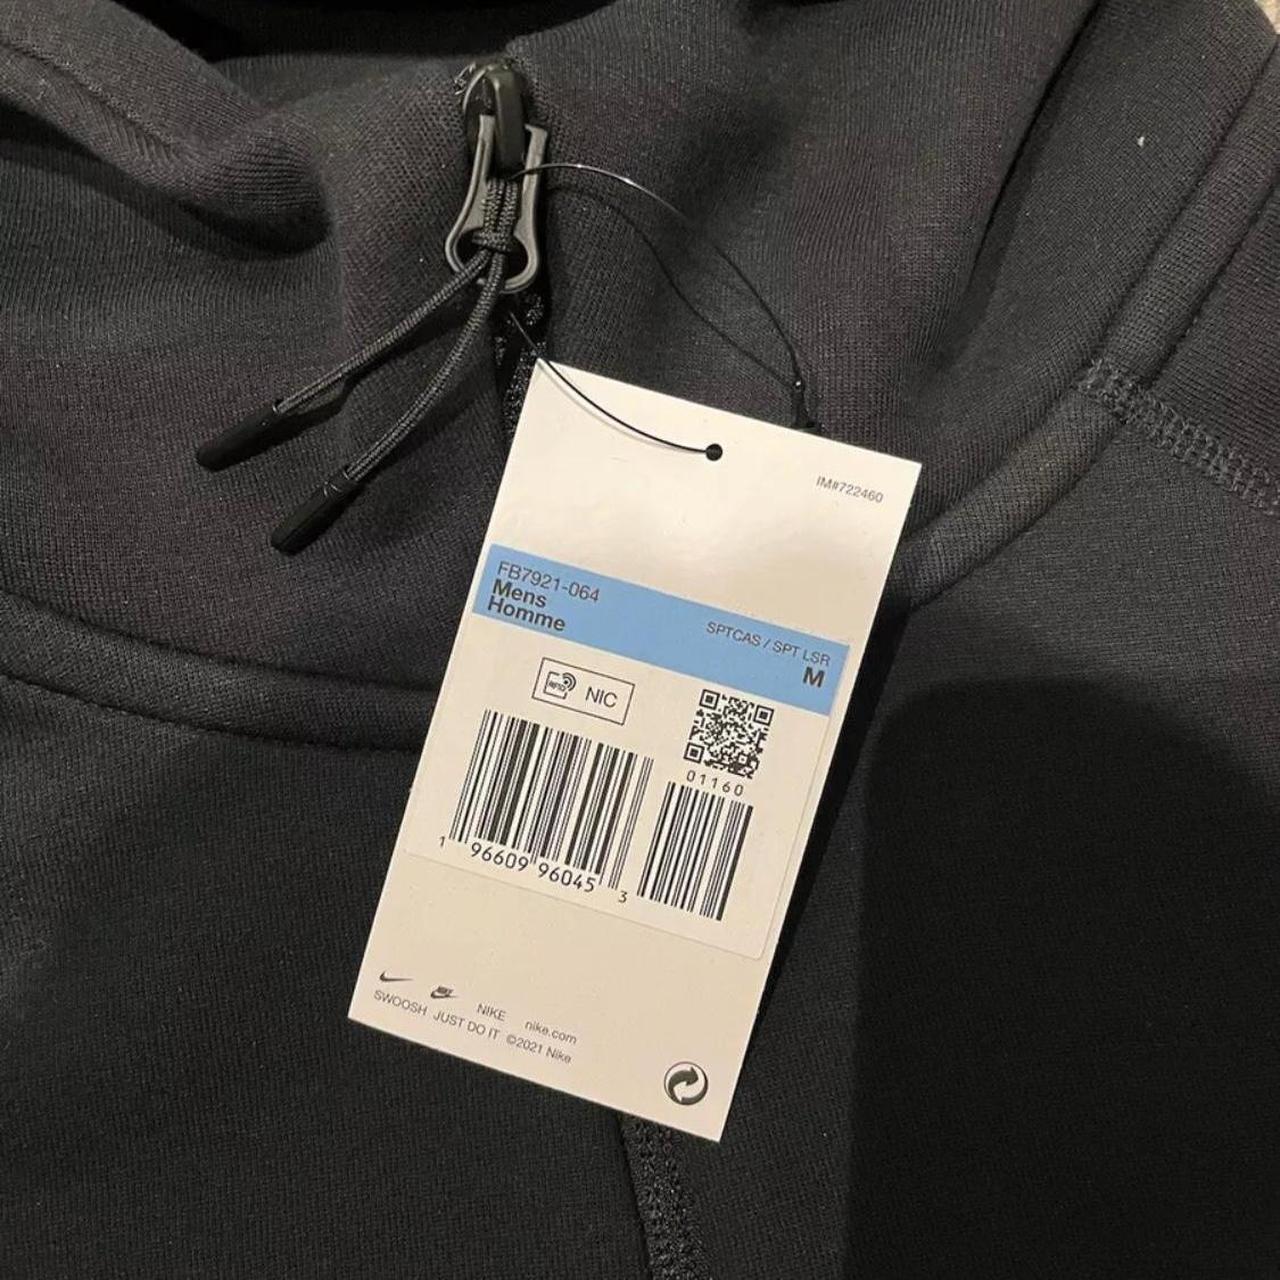 IM#722460
FB7921-064
Mens
Homme
SPTCAS / SPT LSR
M
RFID NIC
01160
1 96609 96045 3
NIKE nike.com
SWOOSH JUST DO IT ©2021 Nike